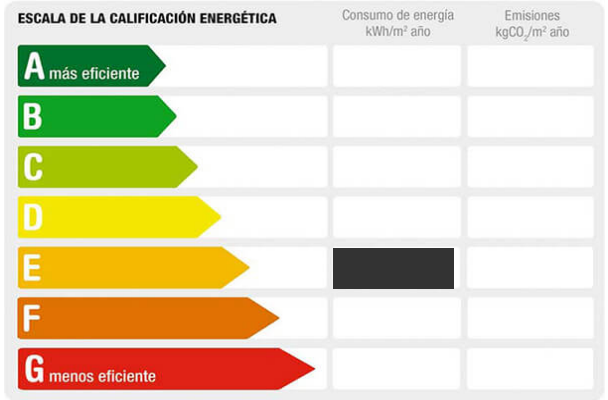 ESCALA DE LA CALIFICACIÓN ENERGÉTICA
Consumo de energía
kWh/m² año
Emisiones
kgCO₂/m² año
A más eficiente
B
C
D
E
F
G menos eficiente